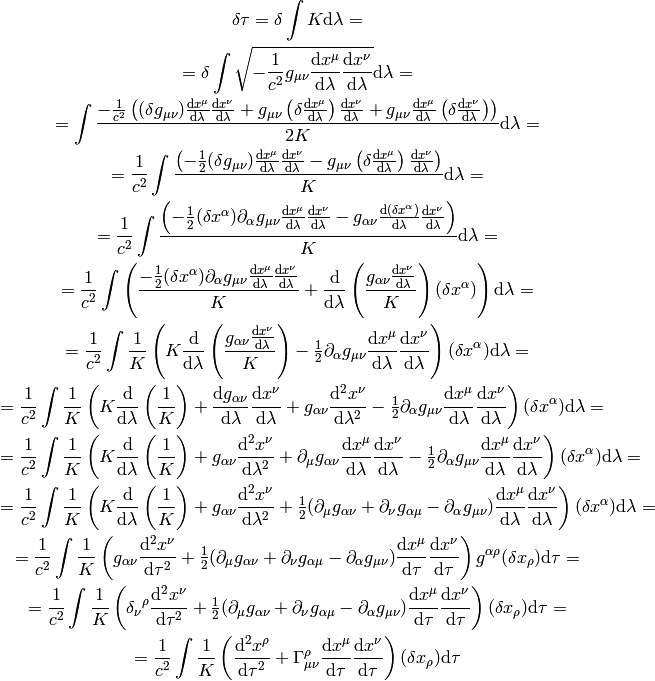 $\delta\tau = \delta \int K \mathrm{d}\lambda =$
$= \delta \int \sqrt{-\frac{1}{c^2} g_{\mu\nu} \frac{\mathrm{d}x^\mu}{\mathrm{d}\lambda} \frac{\mathrm{d}x^\nu}{\mathrm{d}\lambda}} \mathrm{d}\lambda =$
$= \int \frac{-\frac{1}{c^2} \left( (\delta g_{\mu\nu}) \frac{\mathrm{d}x^\mu}{\mathrm{d}\lambda} \frac{\mathrm{d}x^\nu}{\mathrm{d}\lambda} + g_{\mu\nu} \left( \delta \frac{\mathrm{d}x^\mu}{\mathrm{d}\lambda} \right) \frac{\mathrm{d}x^\nu}{\mathrm{d}\lambda} + g_{\mu\nu} \frac{\mathrm{d}x^\mu}{\mathrm{d}\lambda} \left( \delta \frac{\mathrm{d}x^\nu}{\mathrm{d}\lambda} \right) \right)}{2K} \mathrm{d}\lambda =$
$= \frac{1}{c^2} \int \frac{\left( -\frac{1}{2} (\delta g_{\mu\nu}) \frac{\mathrm{d}x^\mu}{\mathrm{d}\lambda} \frac{\mathrm{d}x^\nu}{\mathrm{d}\lambda} - g_{\mu\nu} \left( \delta \frac{\mathrm{d}x^\mu}{\mathrm{d}\lambda} \right) \frac{\mathrm{d}x^\nu}{\mathrm{d}\lambda} \right)}{K} \mathrm{d}\lambda =$
$= \frac{1}{c^2} \int \frac{\left( -\frac{1}{2} (\delta x^\alpha) \partial_\alpha g_{\mu\nu} \frac{\mathrm{d}x^\mu}{\mathrm{d}\lambda} \frac{\mathrm{d}x^\nu}{\mathrm{d}\lambda} - g_{\alpha\nu} \frac{\mathrm{d}(\delta x^\alpha)}{\mathrm{d}\lambda} \frac{\mathrm{d}x^\nu}{\mathrm{d}\lambda} \right)}{K} \mathrm{d}\lambda =$
$= \frac{1}{c^2} \int \left( \frac{-\frac{1}{2} (\delta x^\alpha) \partial_\alpha g_{\mu\nu} \frac{\mathrm{d}x^\mu}{\mathrm{d}\lambda} \frac{\mathrm{d}x^\nu}{\mathrm{d}\lambda}}{K} + \frac{\mathrm{d}}{\mathrm{d}\lambda} \left( \frac{g_{\alpha\nu} \frac{\mathrm{d}x^\nu}{\mathrm{d}\lambda}}{K} \right) (\delta x^\alpha) \right) \mathrm{d}\lambda =$
$= \frac{1}{c^2} \int \frac{1}{K} \left( K \frac{\mathrm{d}}{\mathrm{d}\lambda} \left( \frac{g_{\alpha\nu} \frac{\mathrm{d}x^\nu}{\mathrm{d}\lambda}}{K} \right) - \frac{1}{2} \partial_\alpha g_{\mu\nu} \frac{\mathrm{d}x^\mu}{\mathrm{d}\lambda} \frac{\mathrm{d}x^\nu}{\mathrm{d}\lambda} \right) (\delta x^\alpha) \mathrm{d}\lambda =$
$= \frac{1}{c^2} \int \frac{1}{K} \left( K \frac{\mathrm{d}}{\mathrm{d}\lambda} \left( \frac{1}{K} \right) + \frac{\mathrm{d}g_{\alpha\nu}}{\mathrm{d}\lambda} \frac{\mathrm{d}x^\nu}{\mathrm{d}\lambda} + g_{\alpha\nu} \frac{\mathrm{d}^2 x^\nu}{\mathrm{d}\lambda^2} - \frac{1}{2} \partial_\alpha g_{\mu\nu} \frac{\mathrm{d}x^\mu}{\mathrm{d}\lambda} \frac{\mathrm{d}x^\nu}{\mathrm{d}\lambda} \right) (\delta x^\alpha) \mathrm{d}\lambda =$
$= \frac{1}{c^2} \int \frac{1}{K} \left( K \frac{\mathrm{d}}{\mathrm{d}\lambda} \left( \frac{1}{K} \right) + g_{\alpha\nu} \frac{\mathrm{d}^2 x^\nu}{\mathrm{d}\lambda^2} + \partial_\mu g_{\alpha\nu} \frac{\mathrm{d}x^\mu}{\mathrm{d}\lambda} \frac{\mathrm{d}x^\nu}{\mathrm{d}\lambda} - \frac{1}{2} \partial_\alpha g_{\mu\nu} \frac{\mathrm{d}x^\mu}{\mathrm{d}\lambda} \frac{\mathrm{d}x^\nu}{\mathrm{d}\lambda} \right) (\delta x^\alpha) \mathrm{d}\lambda =$
$= \frac{1}{c^2} \int \frac{1}{K} \left( K \frac{\mathrm{d}}{\mathrm{d}\lambda} \left( \frac{1}{K} \right) + g_{\alpha\nu} \frac{\mathrm{d}^2 x^\nu}{\mathrm{d}\lambda^2} + \frac{1}{2} (\partial_\mu g_{\alpha\nu} + \partial_\nu g_{\alpha\mu} - \partial_\alpha g_{\mu\nu}) \frac{\mathrm{d}x^\mu}{\mathrm{d}\lambda} \frac{\mathrm{d}x^\nu}{\mathrm{d}\lambda} \right) (\delta x^\alpha) \mathrm{d}\lambda =$
$= \frac{1}{c^2} \int \frac{1}{K} \left( g_{\alpha\nu} \frac{\mathrm{d}^2 x^\nu}{\mathrm{d}\tau^2} + \frac{1}{2} (\partial_\mu g_{\alpha\nu} + \partial_\nu g_{\alpha\mu} - \partial_\alpha g_{\mu\nu}) \frac{\mathrm{d}x^\mu}{\mathrm{d}\tau} \frac{\mathrm{d}x^\nu}{\mathrm{d}\tau} \right) g^{\alpha\rho} (\delta x_\rho) \mathrm{d}\tau =$
$= \frac{1}{c^2} \int \frac{1}{K} \left( \delta_\nu{}^\rho \frac{\mathrm{d}^2 x^\nu}{\mathrm{d}\tau^2} + \frac{1}{2} (\partial_\mu g_{\alpha\nu} + \partial_\nu g_{\alpha\mu} - \partial_\alpha g_{\mu\nu}) \frac{\mathrm{d}x^\mu}{\mathrm{d}\tau} \frac{\mathrm{d}x^\nu}{\mathrm{d}\tau} \right) (\delta x_\rho) \mathrm{d}\tau =$
$= \frac{1}{c^2} \int \frac{1}{K} \left( \frac{\mathrm{d}^2 x^\rho}{\mathrm{d}\tau^2} + \Gamma^\rho_{\mu\nu} \frac{\mathrm{d}x^\mu}{\mathrm{d}\tau} \frac{\mathrm{d}x^\nu}{\mathrm{d}\tau} \right) (\delta x_\rho) \mathrm{d}\tau$